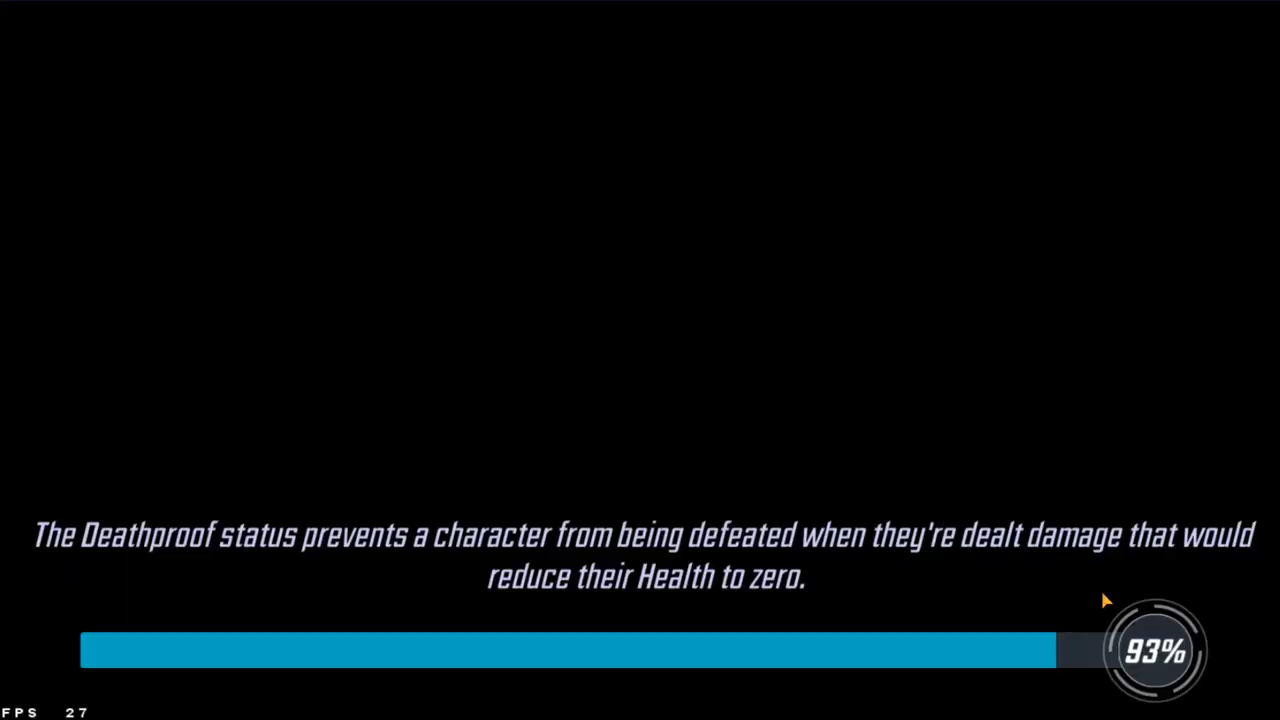 The Deathproof status prevents a character from being defeated when they're dealt damage that would
reduce their Health to zero.
93%
FPS 27